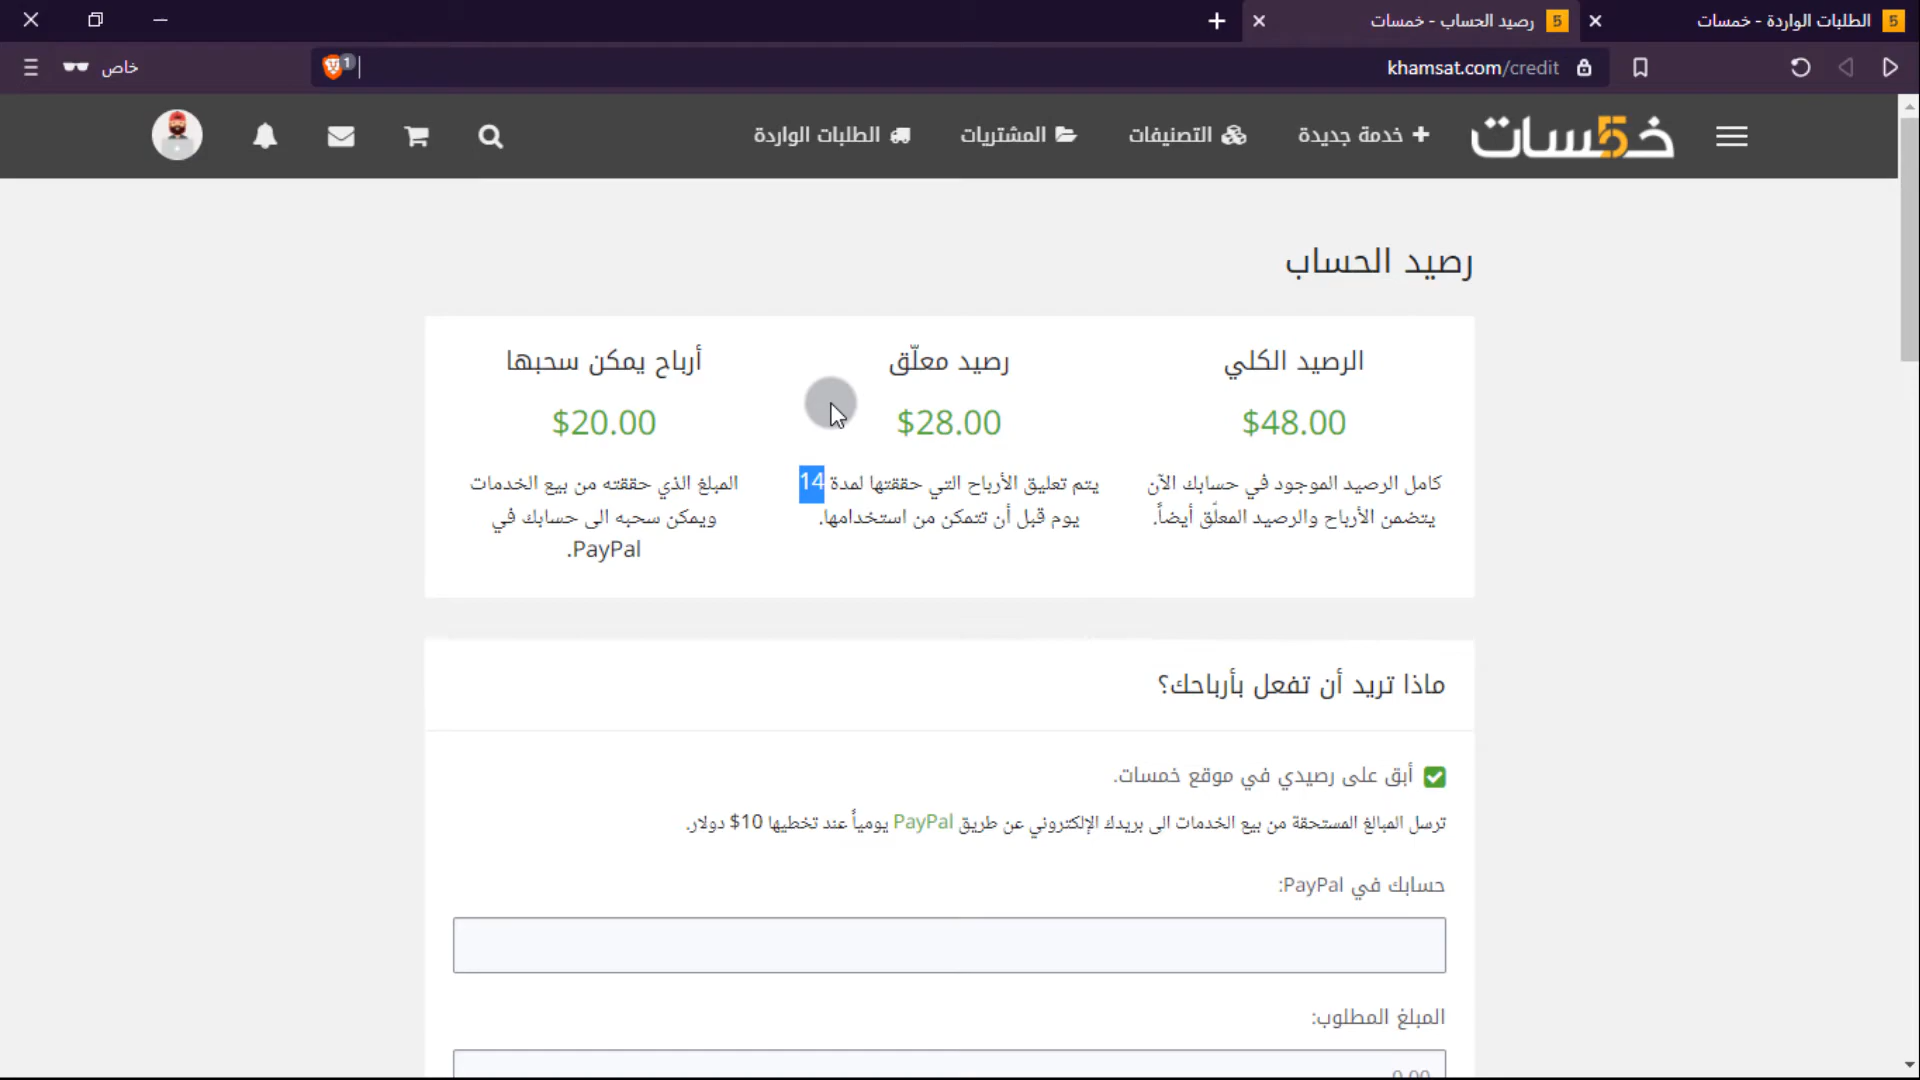 الطلبات الواردة - خمسات
رصيد الحساب - خمسات
khamsat.com/credit
1
خاص
خمسات
خدمة جديدة
التصنيفات
المشتريات
الطلبات الواردة
رصيد الحساب
الرصيد الكلي
$48.00
كامل الرصيد الموجود في حسابك الآن
يتضمن الأرباح والرصيد المعلّق أيضاً.
رصيد معلّق
$28.00
يتم تعليق الأرباح التي حققتها لمدة 14
يوم قبل أن تتمكن من استخدامها.
أرباح يمكن سحبها
$20.00
المبلغ الذي حققته من بيع الخدمات
ويمكن سحبه الى حسابك في
PayPal.
ماذا تريد أن تفعل بأرباحك؟
أبق على رصيدي في موقع خمسات.
ترسل المبالغ المستحقة من بيع الخدمات الى بريدك الإلكتروني عن طريق PayPal يومياً عند تخطيها 10$ دولار.
حسابك في PayPal:
المبلغ المطلوب:
0.00